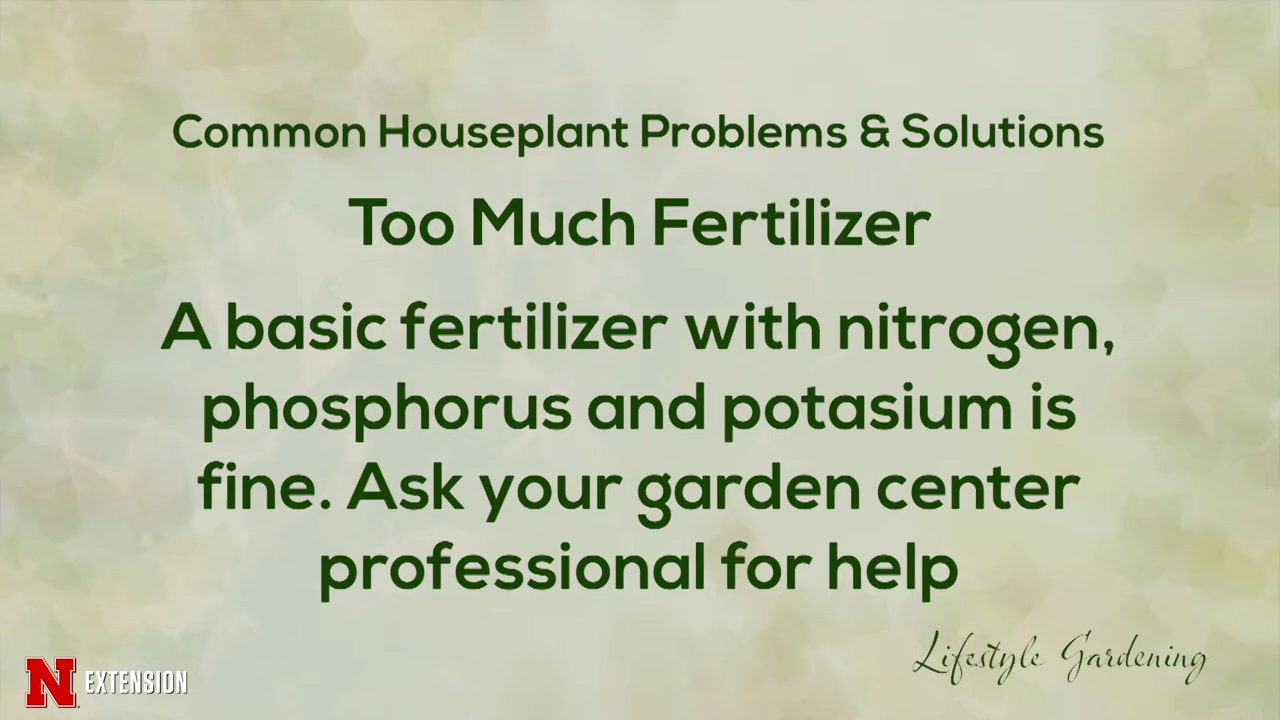 Common Houseplant Problems & Solutions
Too Much Fertilizer
A basic fertilizer with nitrogen,
phosphorus and potasium is
fine. Ask your garden center
professional for help
Lifestyle Gardening
N EXTENSION